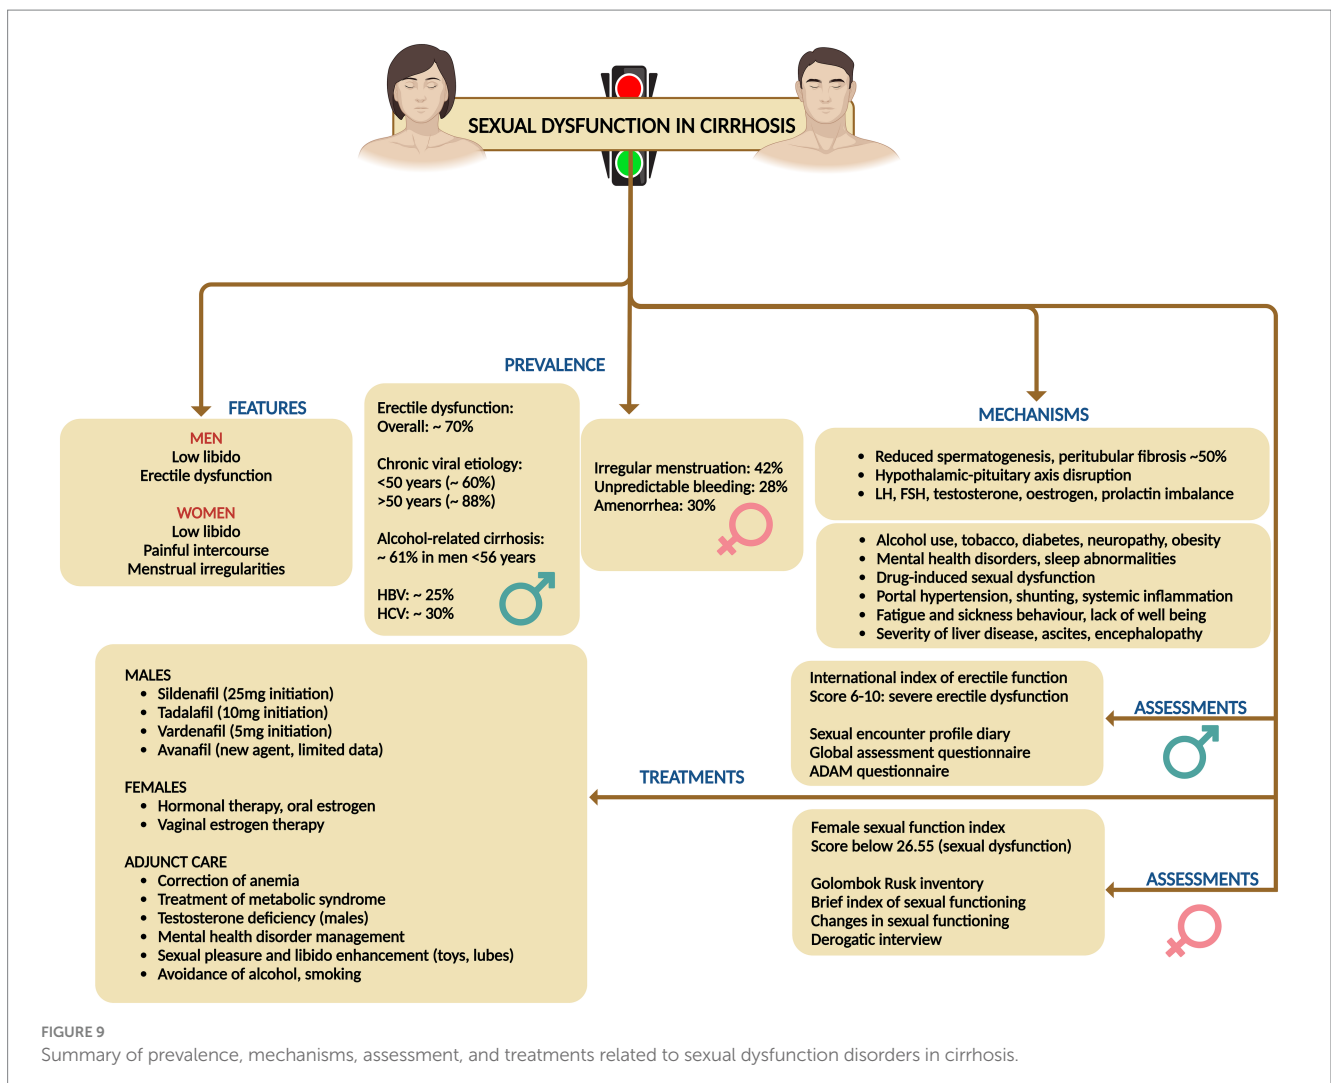 SEXUAL DYSFUNCTION IN CIRRHOSIS
FEATURES
MEN
Low libido
Erectile dysfunction
WOMEN
Low libido
Painful intercourse
Menstrual irregularities
PREVALENCE
Erectile dysfunction:
Overall: ~ 70%
Chronic viral etiology:
<50 years (~ 60%)
>50 years (~ 88%)
Alcohol-related cirrhosis:
~ 61% in men <56 years
HBV: ~ 25%
HCV: ~ 30%
Irregular menstruation: 42%
Unpredictable bleeding: 28%
Amenorrhea: 30%
MECHANISMS
• Reduced spermatogenesis, peritubular fibrosis ~50%
• Hypothalamic-pituitary axis disruption
• LH, FSH, testosterone, oestrogen, prolactin imbalance
• Alcohol use, tobacco, diabetes, neuropathy, obesity
• Mental health disorders, sleep abnormalities
• Drug-induced sexual dysfunction
• Portal hypertension, shunting, systemic inflammation
• Fatigue and sickness behaviour, lack of well being
• Severity of liver disease, ascites, encephalopathy
ASSESSMENTS
International index of erectile function
Score 6-10: severe erectile dysfunction
Sexual encounter profile diary
Global assessment questionnaire
ADAM questionnaire
TREATMENTS
MALES
• Sildenafil (25mg initiation)
• Tadalafil (10mg initiation)
• Vardenafil (5mg initiation)
• Avanafil (new agent, limited data)
FEMALES
• Hormonal therapy, oral estrogen
• Vaginal estrogen therapy
ADJUNCT CARE
• Correction of anemia
• Treatment of metabolic syndrome
• Testosterone deficiency (males)
• Mental health disorder management
• Sexual pleasure and libido enhancement (toys, lubes)
• Avoidance of alcohol, smoking
ASSESSMENTS
Female sexual function index
Score below 26.55 (sexual dysfunction)
Golombok Rusk inventory
Brief index of sexual functioning
Changes in sexual functioning
Derogatic interview
FIGURE 9
Summary of prevalence, mechanisms, assessment, and treatments related to sexual dysfunction disorders in cirrhosis.